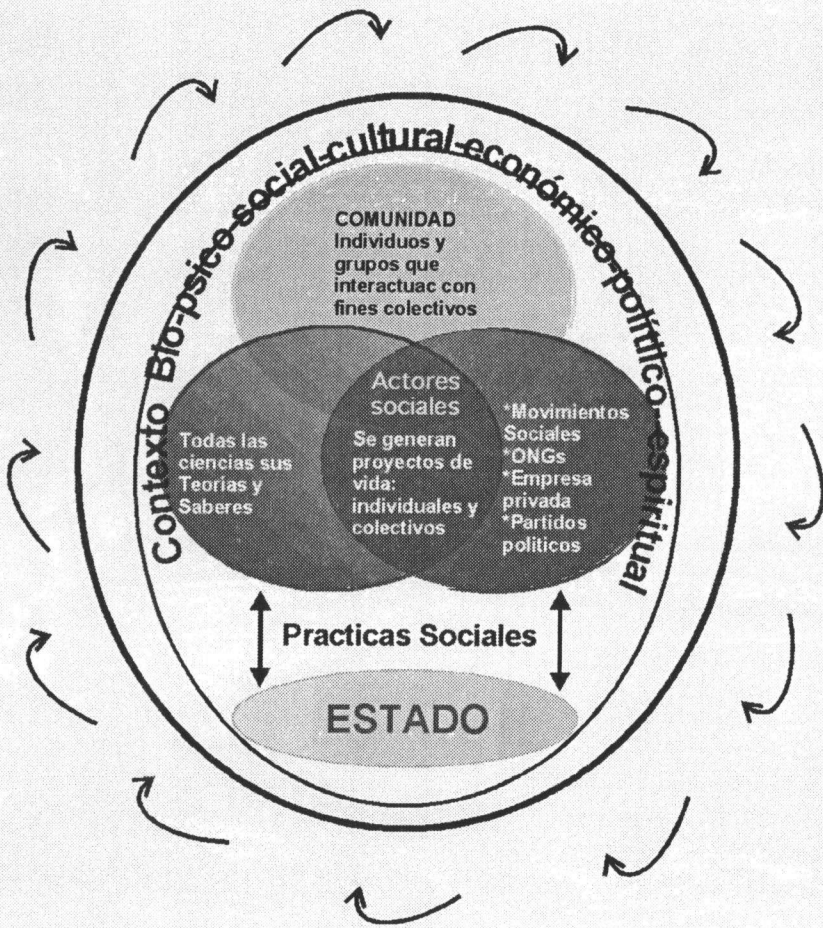 Contexto Bio-psico-social-cultural-económico-político-espiritual
COMUNIDAD
Individuos y
grupos que
interactuac con
fines colectivos
Actores
sociales
Todas las
ciencias sus
Teorías y
Saberes
Se generan
proyectos de
vida:
individuales y
colectivos
*Movimientos
Sociales
*ONGs
*Empresa
privada
*Partidos
politicos
Practicas Sociales
ESTADO